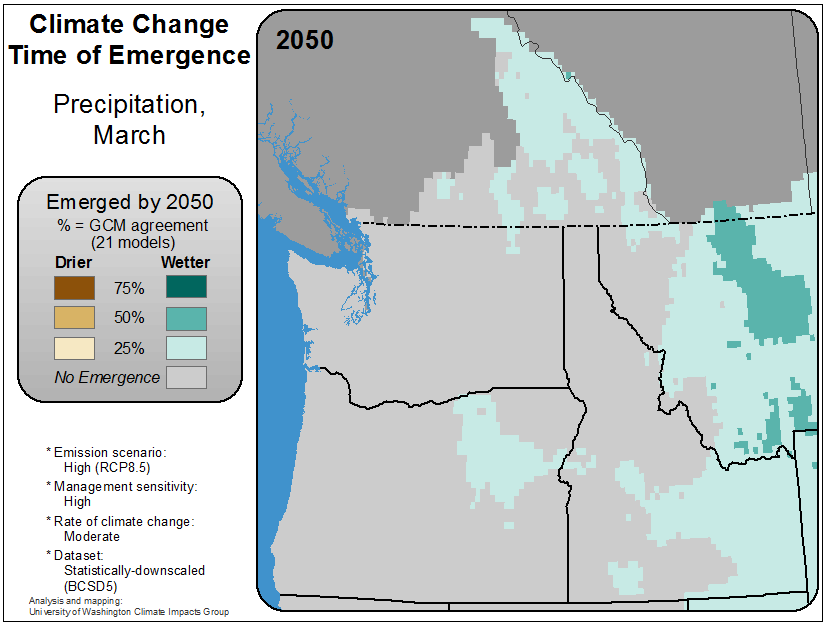 Climate Change
Time of Emergence
Precipitation,
March
Emerged by 2050
% = GCM agreement
(21 models)
Drier Wetter
75%
50%
25%
No Emergence
* Emission scenario:
High (RCP8.5)
* Management sensitivity:
High
* Rate of climate change:
Moderate
* Dataset:
Statistically-downscaled
(BCSD5)
Analysis and mapping:
University of Washington Climate Impacts Group
2050